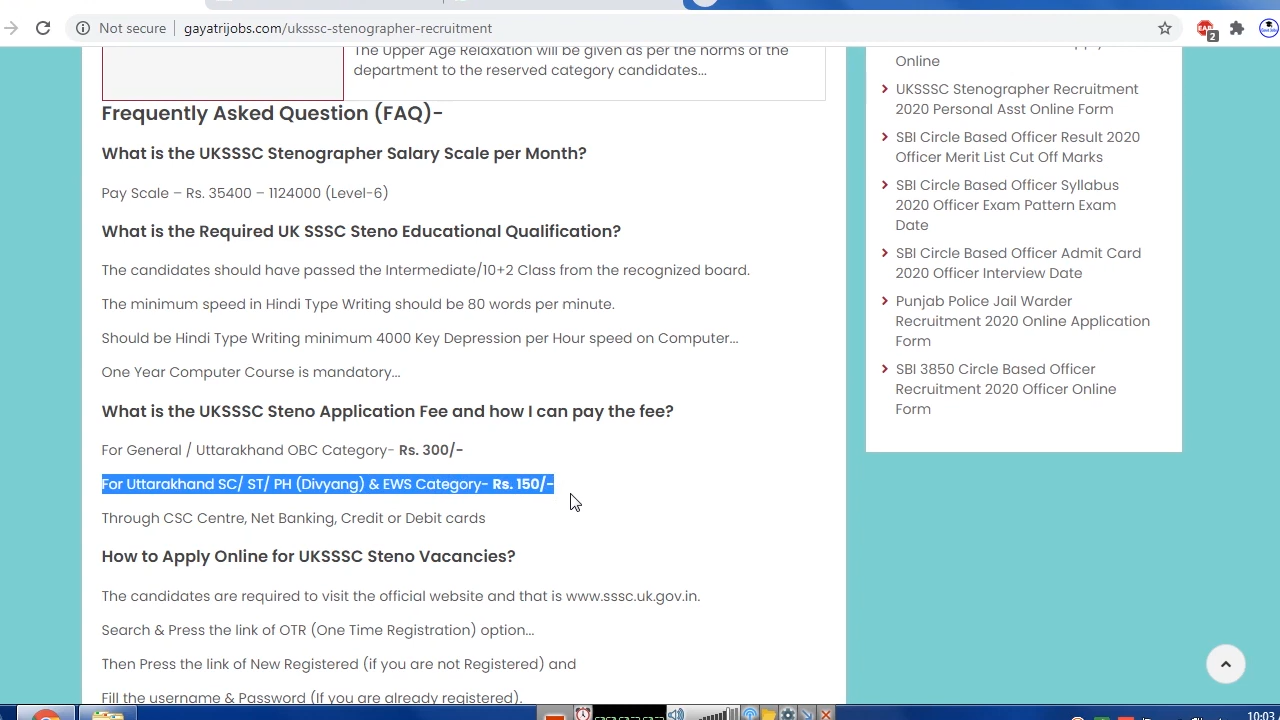 Not secure
gayatrijobs.com/uksssc-stenographer-recruitment
2
The Upper Age Relaxation will be given as per the norms of the
department to the reserved category candidates...
Frequently Asked Question (FAQ)-
What is the UKSSSC Stenographer Salary Scale per Month?
Pay Scale – Rs. 35400 – 1124000 (Level-6)
What is the Required UK SSSC Steno Educational Qualification?
The candidates should have passed the Intermediate/10+2 Class from the recognized board.
The minimum speed in Hindi Type Writing should be 80 words per minute.
Should be Hindi Type Writing minimum 4000 Key Depression per Hour speed on Computer...
One Year Computer Course is mandatory...
What is the UKSSSC Steno Application Fee and how I can pay the fee?
For General / Uttarakhand OBC Category- Rs. 300/-
For Uttarakhand SC/ ST/ PH (Divyang) & EWS Category- Rs. 150/-
Through CSC Centre, Net Banking, Credit or Debit cards
How to Apply Online for UKSSSC Steno Vacancies?
The candidates are required to visit the official website and that is www.sssc.uk.gov.in.
Search & Press the link of OTR (One Time Registration) option...
Then Press the link of New Registered (if you are not Registered) and
Fill the username & Password (If you are already registered).
Online
UKSSSC Stenographer Recruitment
2020 Personal Asst Online Form
SBI Circle Based Officer Result 2020
Officer Merit List Cut Off Marks
SBI Circle Based Officer Syllabus
2020 Officer Exam Pattern Exam
Date
SBI Circle Based Officer Admit Card
2020 Officer Interview Date
Punjab Police Jail Warder
Recruitment 2020 Online Application
Form
SBI 3850 Circle Based Officer
Recruitment 2020 Officer Online
Form
10:03